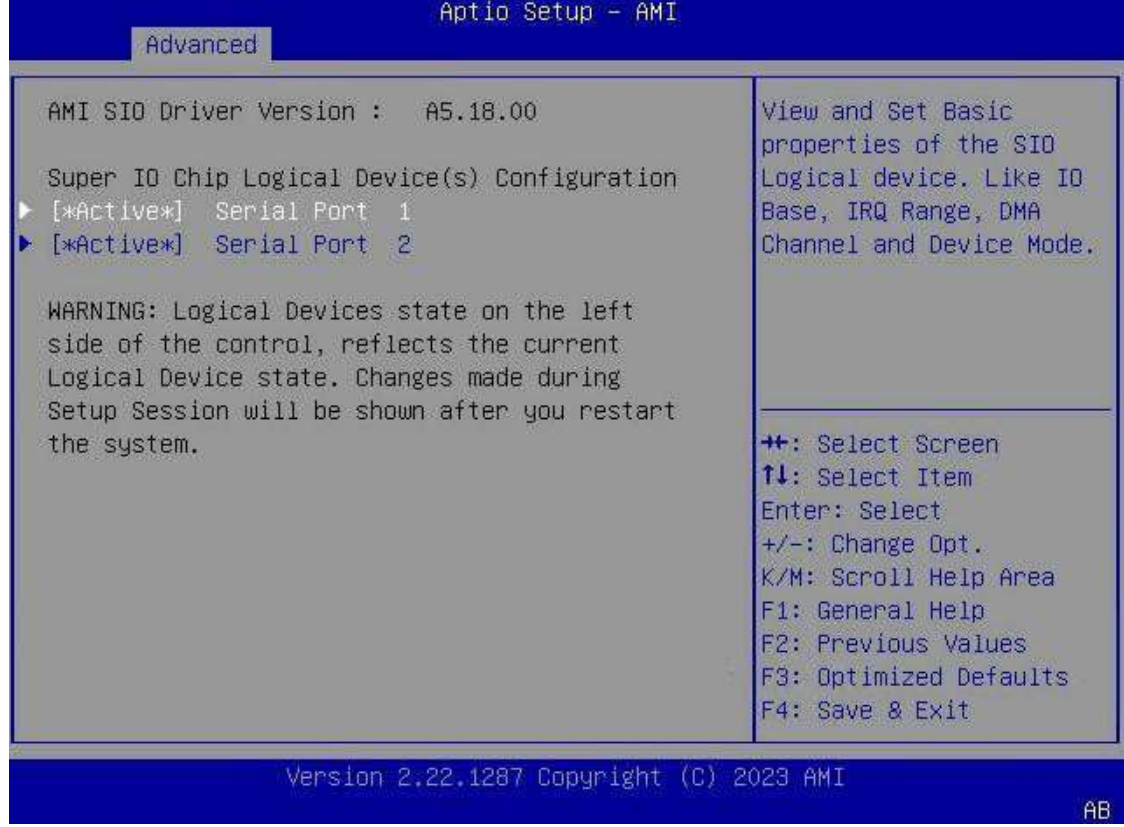 Aptio Setup – AMI
Advanced
AMI SIO Driver Version : A5.18.00
Super IO Chip Logical Device(s) Configuration
[*Active*] Serial Port 1
[*Active*] Serial Port 2
WARNING: Logical Devices state on the left
side of the control, reflects the current
Logical Device state. Changes made during
Setup Session will be shown after you restart
the system.
View and Set Basic
properties of the SIO
Logical device. Like IO
Base, IRQ Range, DMA
Channel and Device Mode.
→←: Select Screen
↑↓: Select Item
Enter: Select
+/-: Change Opt.
K/M: Scroll Help Area
F1: General Help
F2: Previous Values
F3: Optimized Defaults
F4: Save & Exit
Version 2.22.1287 Copyright (C) 2023 AMI
AB